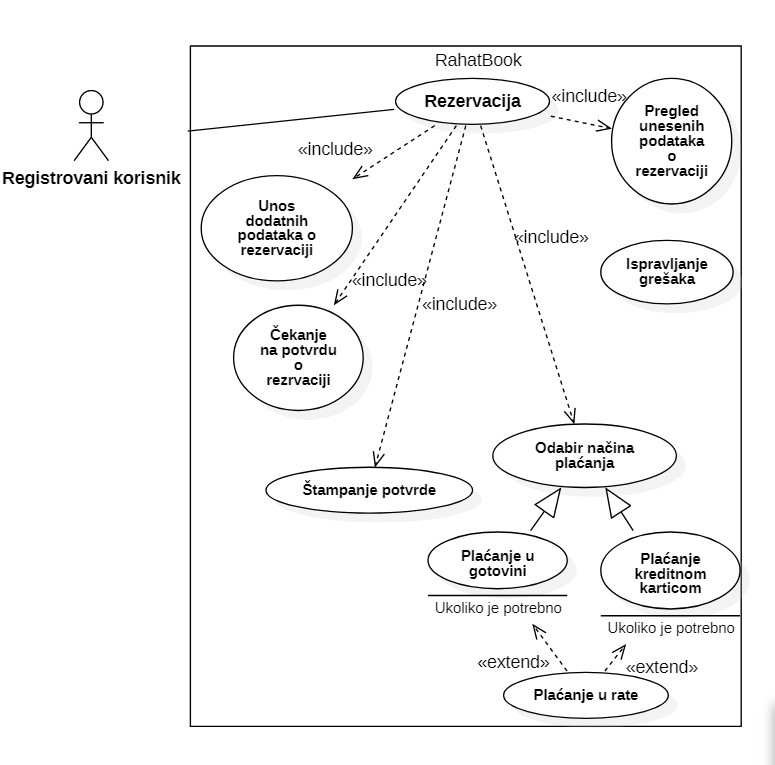 RahatBook
Rezervacija
«include»
Pregled
unesenih
podataka
o
rezervaciji
Registrovani korisnik
«include»
Unos
dodatnih
podataka o
rezervaciji
«include»
Ispravljanje
grešaka
«include»
«include»
Čekanje
na potvrdu
o
rezrvaciji
Odabir načina
plaćanja
Štampanje potvrde
Plaćanje u
gotovini
Ukoliko je potrebno
Plaćanje
kreditnom
karticom
Ukoliko je potrebno
«extend»
«extend»
Plaćanje u rate